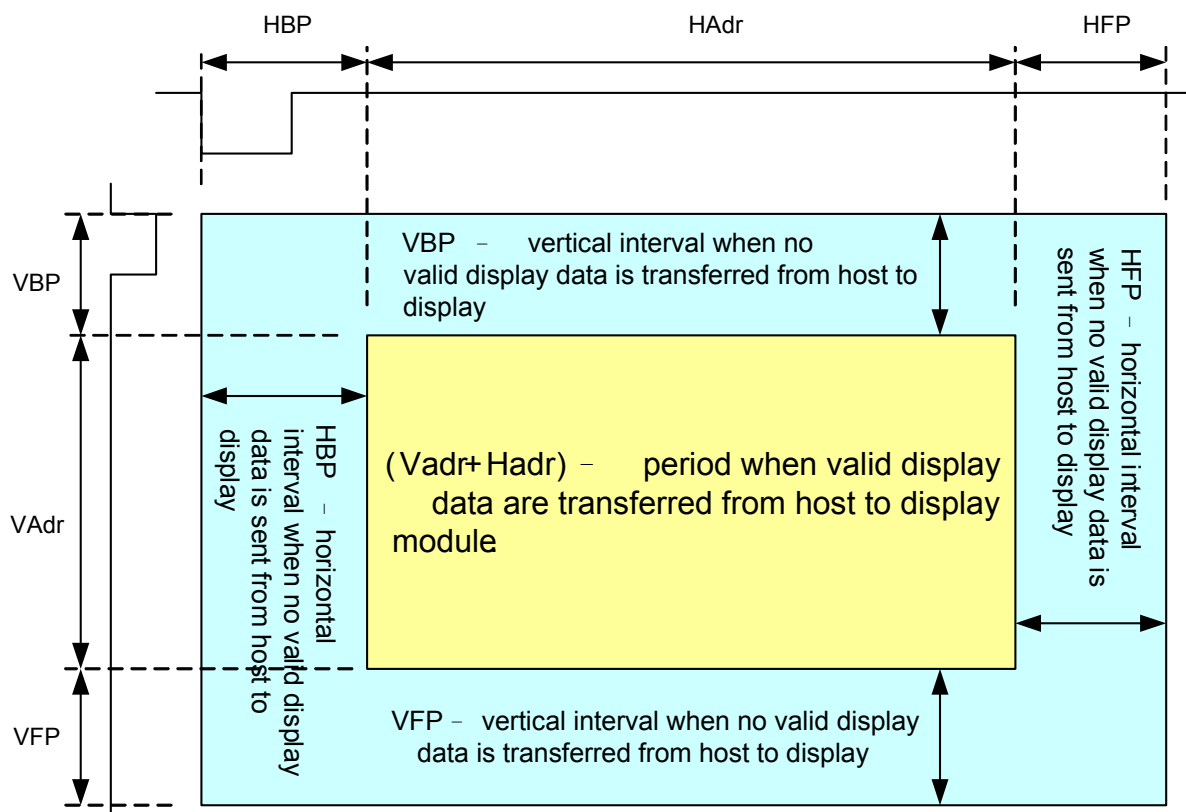 HBP
HAdr
HFP
VBP – vertical interval when no
valid display data is transferred from host to
display
VBP
HFP – horizontal interval
when no valid display data is
sent from host to display
HBP – horizontal
interval when no valid display
data is sent from host to
display
(Vadr+Hadr) – period when valid display
data are transferred from host to display
module.
VAdr
VFP – vertical interval when no valid display
data is transferred from host to display
VFP